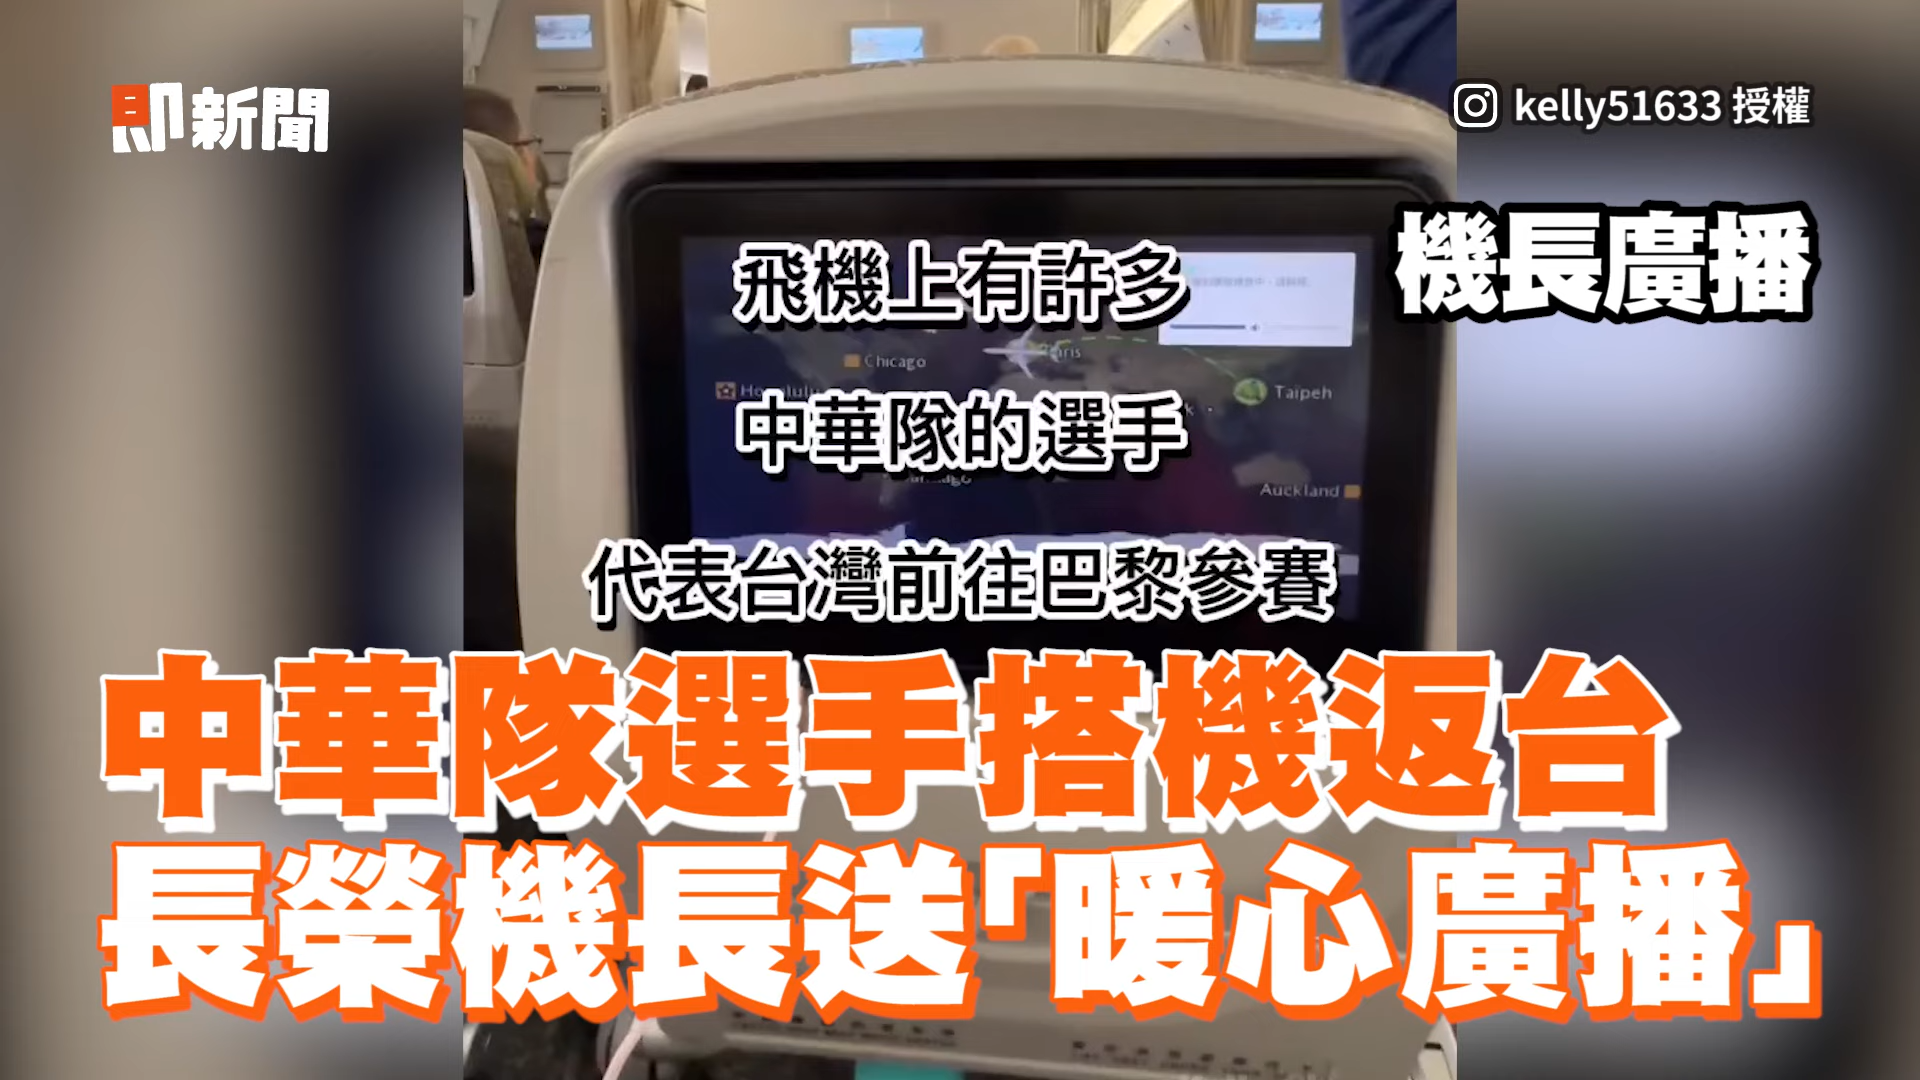 即新聞
kelly51633 授權
機長廣播
飛機上有許多
Chicago
Taipeh
中華隊的選手
Auckland
代表台灣前往巴黎參賽
中華隊選手搭機返台
長榮機長送「暖心廣播」